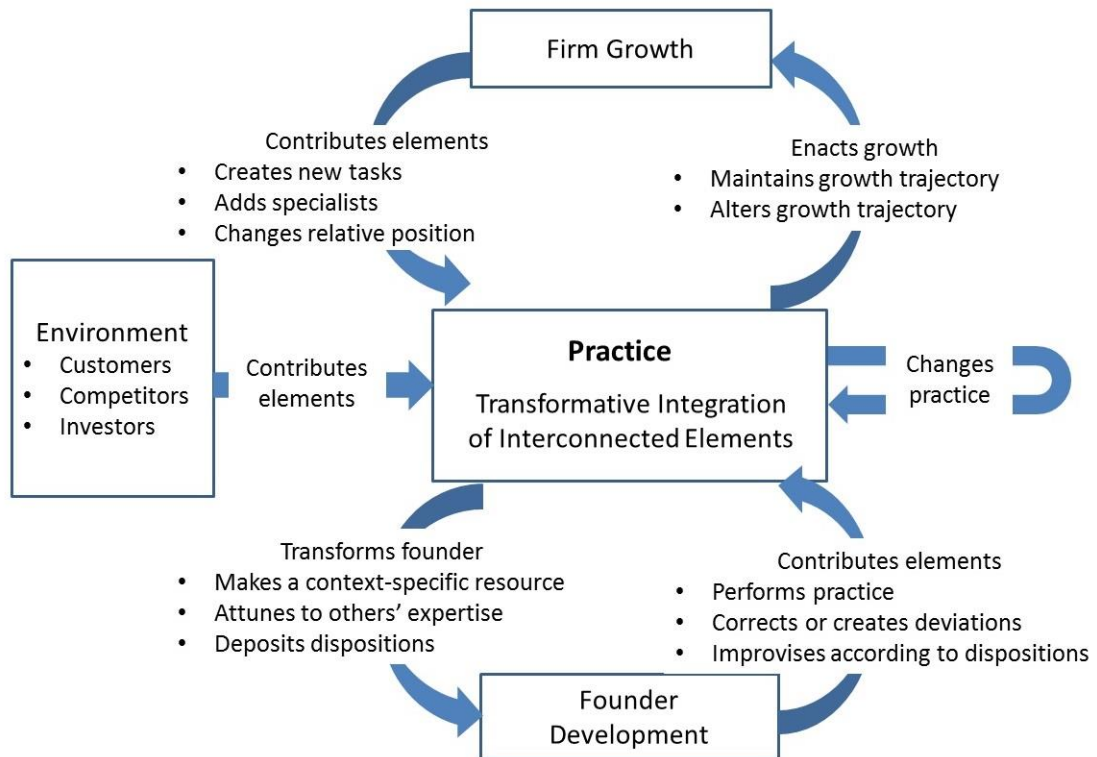 Firm Growth
Contributes elements
• Creates new tasks
• Adds specialists
• Changes relative position
Enacts growth
• Maintains growth trajectory
• Alters growth trajectory
Environment
• Customers
• Competitors
• Investors
Contributes
elements
Practice
Transformative Integration
of Interconnected Elements
Changes
practice
Transforms founder
• Makes a context-specific resource
• Attunes to others’ expertise
• Deposits dispositions
Contributes elements
• Performs practice
• Corrects or creates deviations
• Improvises according to dispositions
Founder
Development